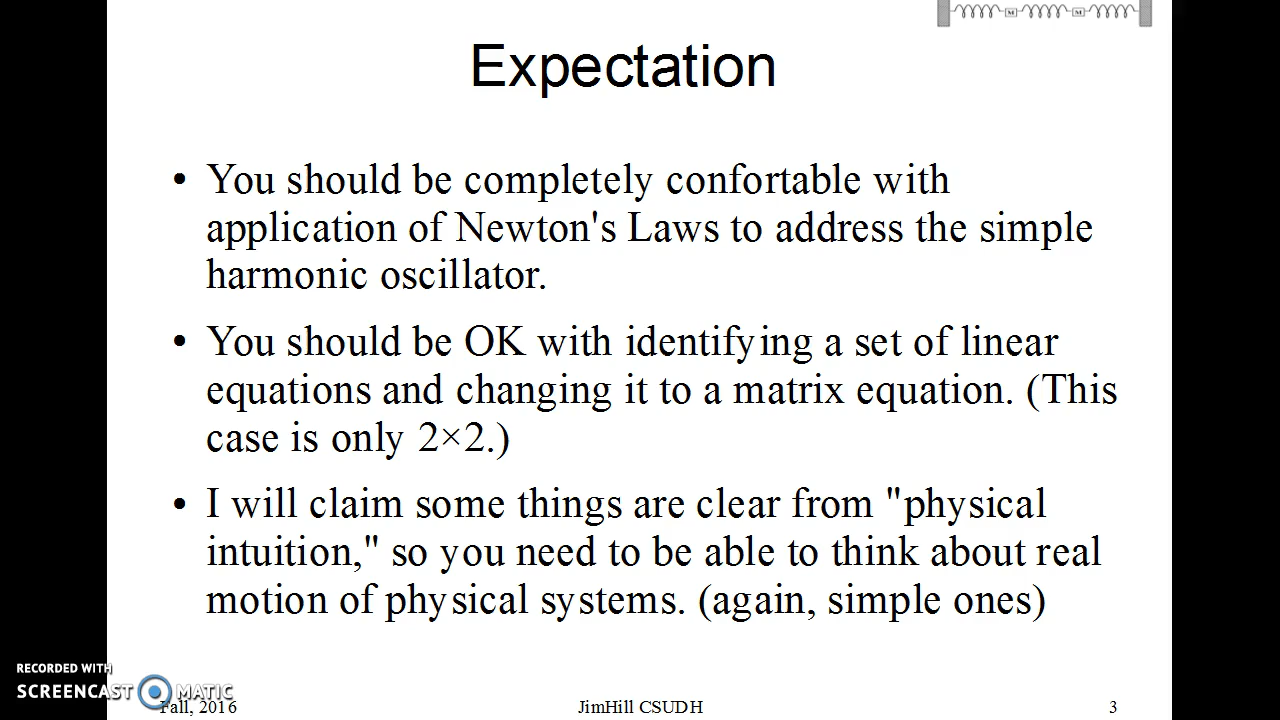 M M
Expectation
• You should be completely confortable with
application of Newton's Laws to address the simple
harmonic oscillator.
• You should be OK with identifying a set of linear
equations and changing it to a matrix equation. (This
case is only 2×2.)
• I will claim some things are clear from "physical
intuition," so you need to be able to think about real
motion of physical systems. (again, simple ones)
RECORDED WITH
SCREENCAST MATIC
Fall, 2016 JimHill CSUDH 3